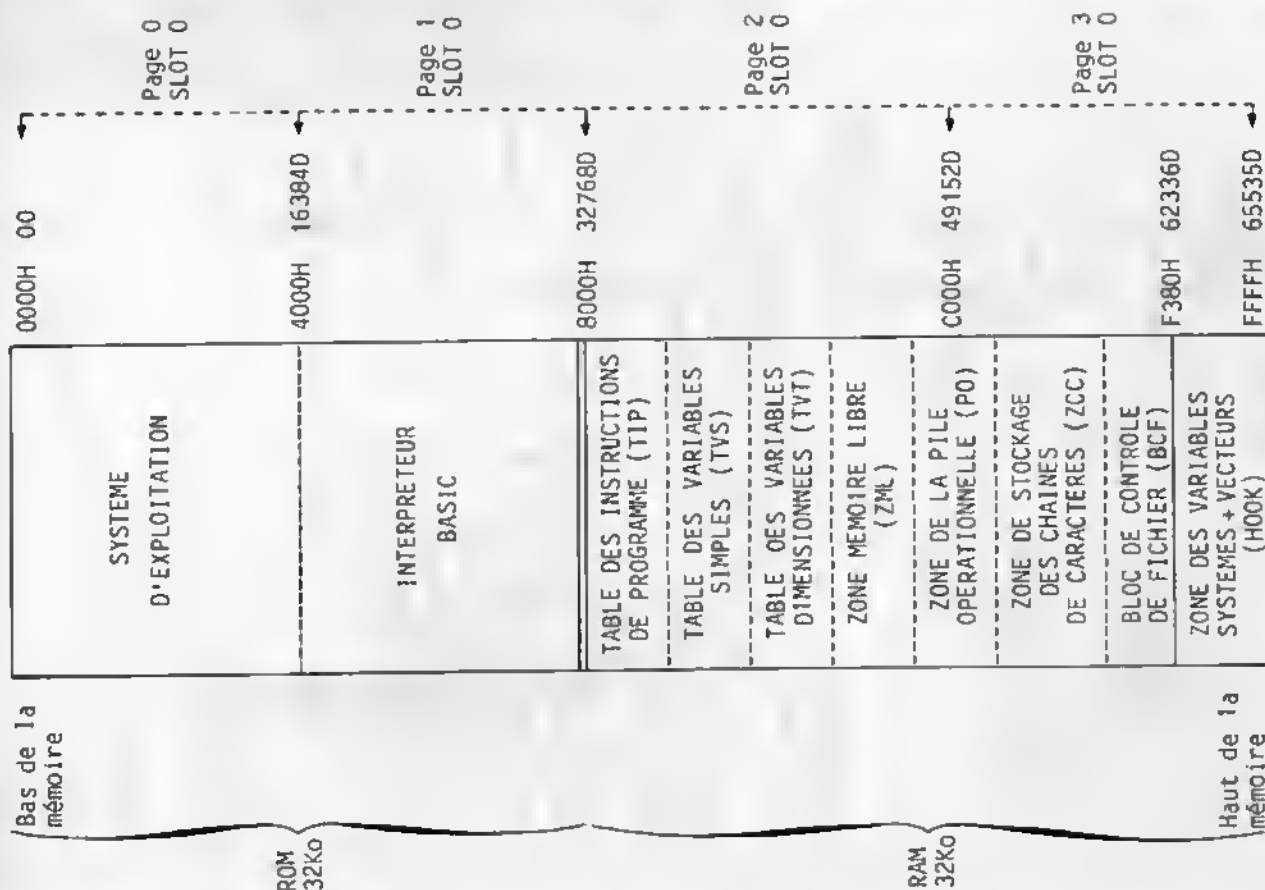 Bas de la
mémoire
ROM
32Ko
RAM
32Ko
Haut de la
mémoire
SYSTEME
D'EXPLOITATION
INTERPRETEUR
BASIC
TABLE DES INSTRUCTIONS
DE PROGRAMME (TIP)
TABLE DES VARIABLES
SIMPLES (TVS)
TABLE OES VARIABLES
DIMENSIONNEES (TVT)
ZONE MEMOIRE LIBRE
(ZML)
ZONE DE LA PILE
OPERATIONNELLE (PO)
ZONE DE STOCKAGE
DES CHAINES
DE CARACTERES (ZCC)
BLOC DE CONTROLE
DE FICHIER (BCF)
ZONE DES VARIABLES
SYSTEMES + VECTEURS
(HOOK)
0000H 00
4000H 16384D
8000H 32768D
C000H 49152D
F380H 62336D
FFFFH 65535D
Page 0
SLOT 0
Page 1
SLOT 0
Page 2
SLOT 0
Page 3
SLOT 0